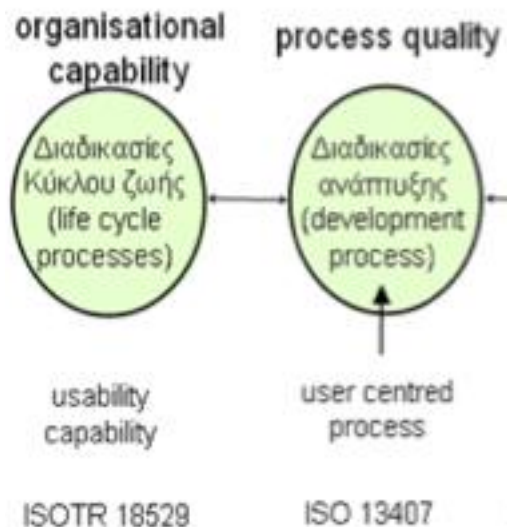 organisational
capability
Διαδικασίες
Κύκλου ζωής
(life cycle
processes)
usability
capability
ISOTR 18529
process quality
Διαδικασίες
ανάπτυξης
(development
process)
user centred
process
ISO 13407